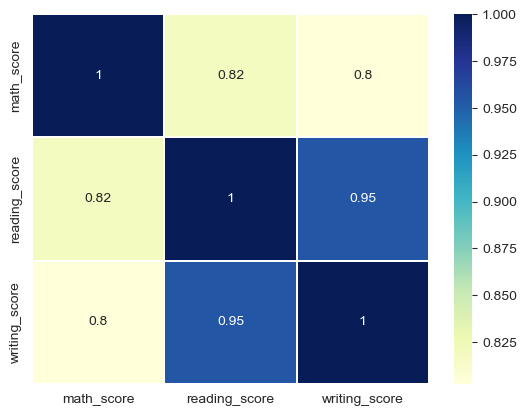 math_score
1
0.82
0.8
reading_score
0.82
1
0.95
writing_score
0.8
0.95
1
math_score
reading_score
writing_score
1.000
0.975
0.950
0.925
0.900
0.875
0.850
0.825